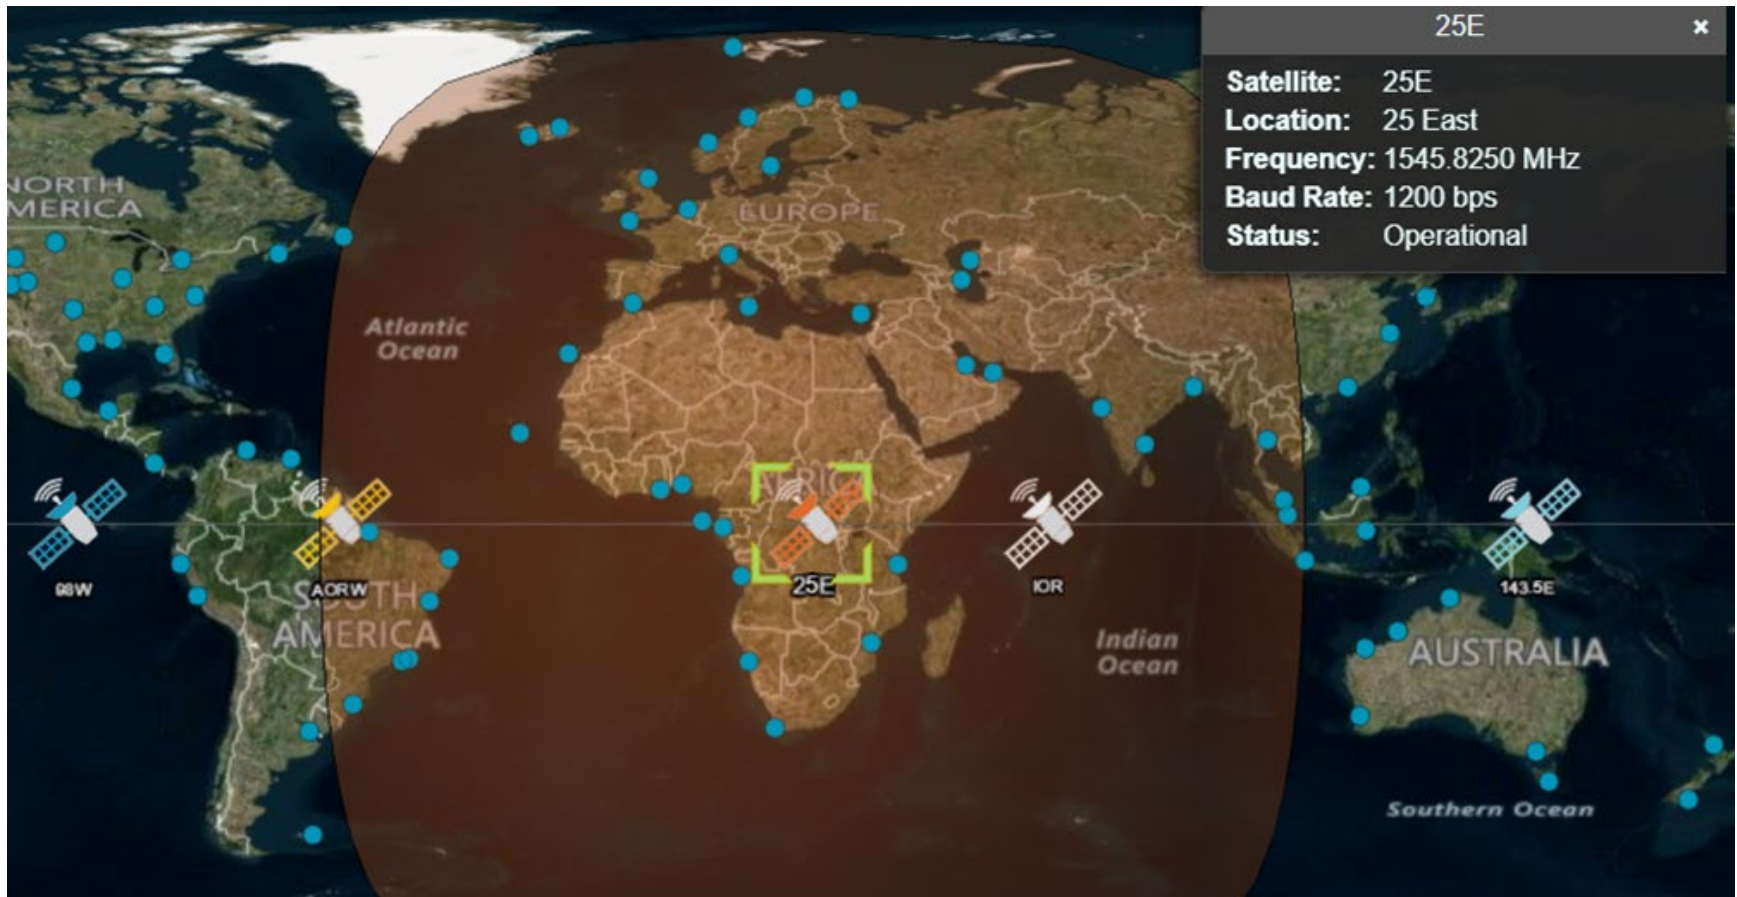 25E ×
Satellite: 25E
Location: 25 East
Frequency: 1545.8250 MHz
Baud Rate: 1200 bps
Status: Operational
NORTH
MERICA
EUROPE
Atlantic
Ocean
AFRICA
98W
AORW
25E
IOR
143.5E
SOUTH
AMERICA
Indian
Ocean
AUSTRALIA
Southern Ocean